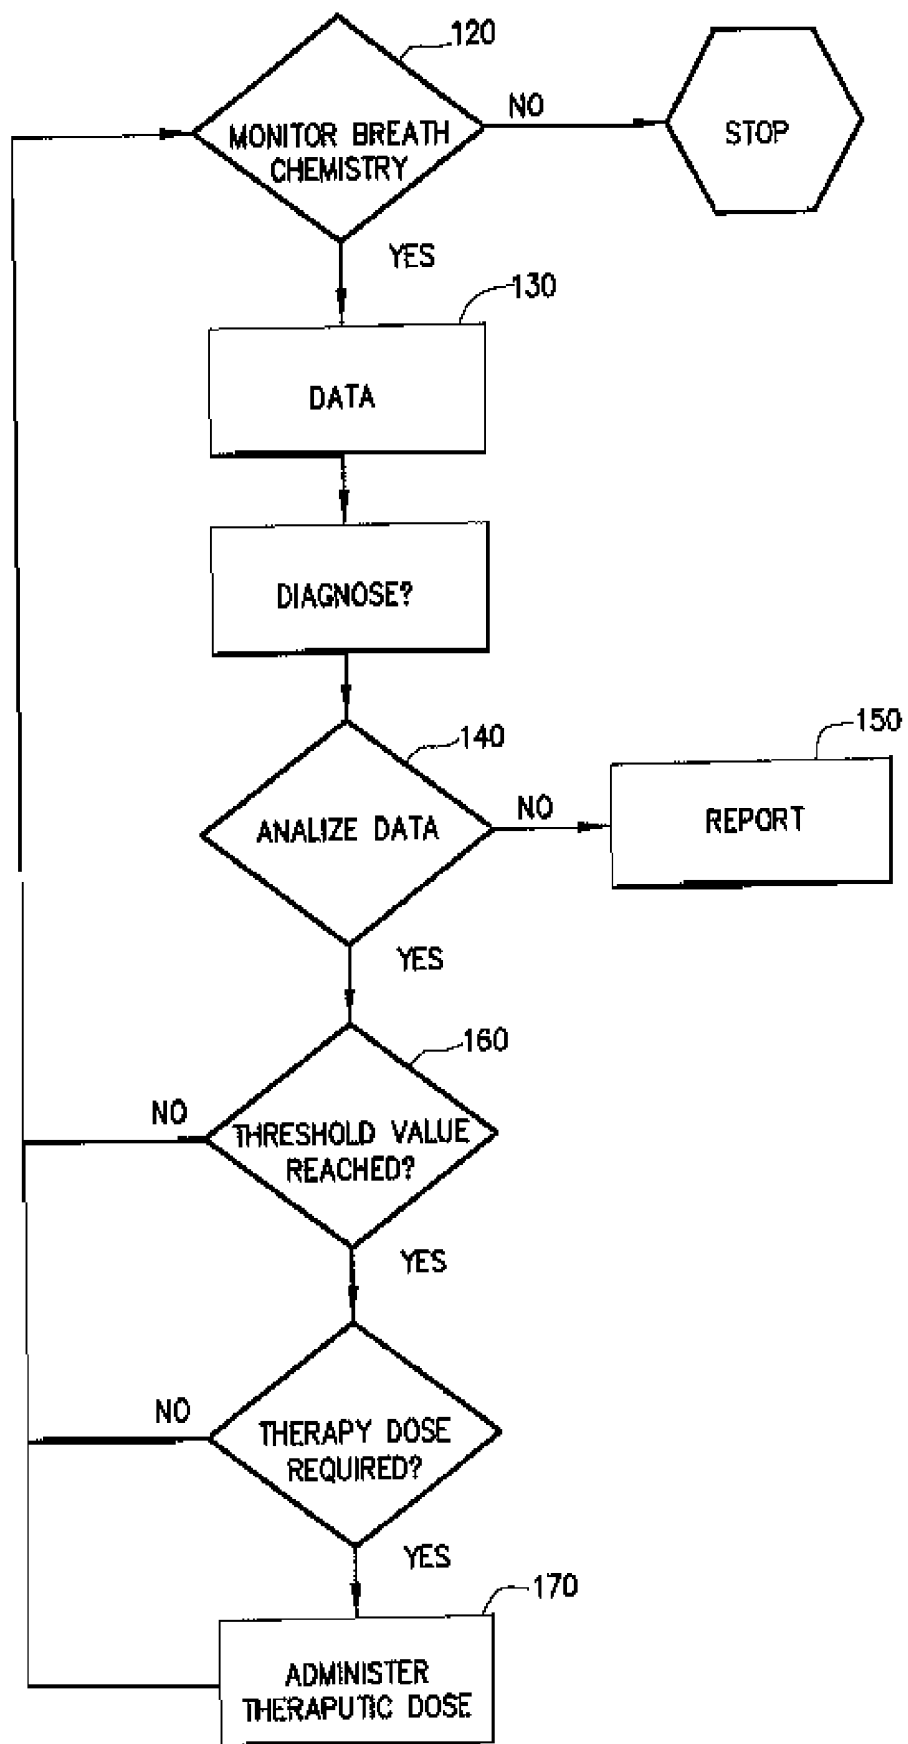 120
MONITOR BREATH
CHEMISTRY
NO
STOP
YES
130
DATA
DIAGNOSE?
140
ANALIZE DATA
NO
150
REPORT
YES
160
NO
THRESHOLD VALUE
REACHED?
YES
NO
THERAPY DOSE
REQUIRED?
YES
170
ADMINISTER
THERAPUTIC DOSE